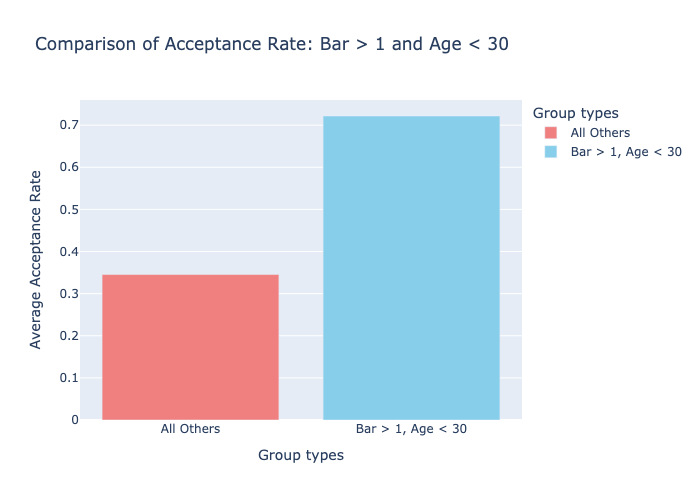 Comparison of Acceptance Rate: Bar > 1 and Age < 30
Group types
All Others
Bar > 1, Age < 30
Average Acceptance Rate
0.7
0.6
0.5
0.4
0.3
0.2
0.1
0
All Others
Bar > 1, Age < 30
Group types